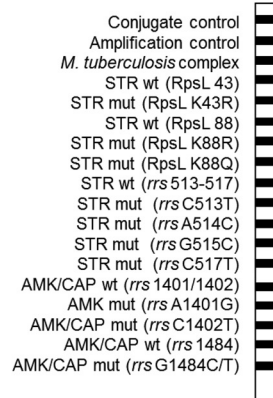 Conjugate control
Amplification control
M. tuberculosis complex
STR wt (RpsL 43)
STR mut (RpsL K43R)
STR wt (RpsL 88)
STR mut (RpsL K88R)
STR mut (RpsL K88Q)
STR wt (rrs 513-517)
STR mut (rrs C513T)
STR mut (rrs A514C)
STR mut (rrs G515C)
STR mut (rrs C517T)
AMK/CAP wt (rrs 1401/1402)
AMK mut (rrs A1401G)
AMK/CAP mut (rrs C1402T)
AMK/CAP wt (rrs 1484)
AMK/CAP mut (rrs G1484C/T)